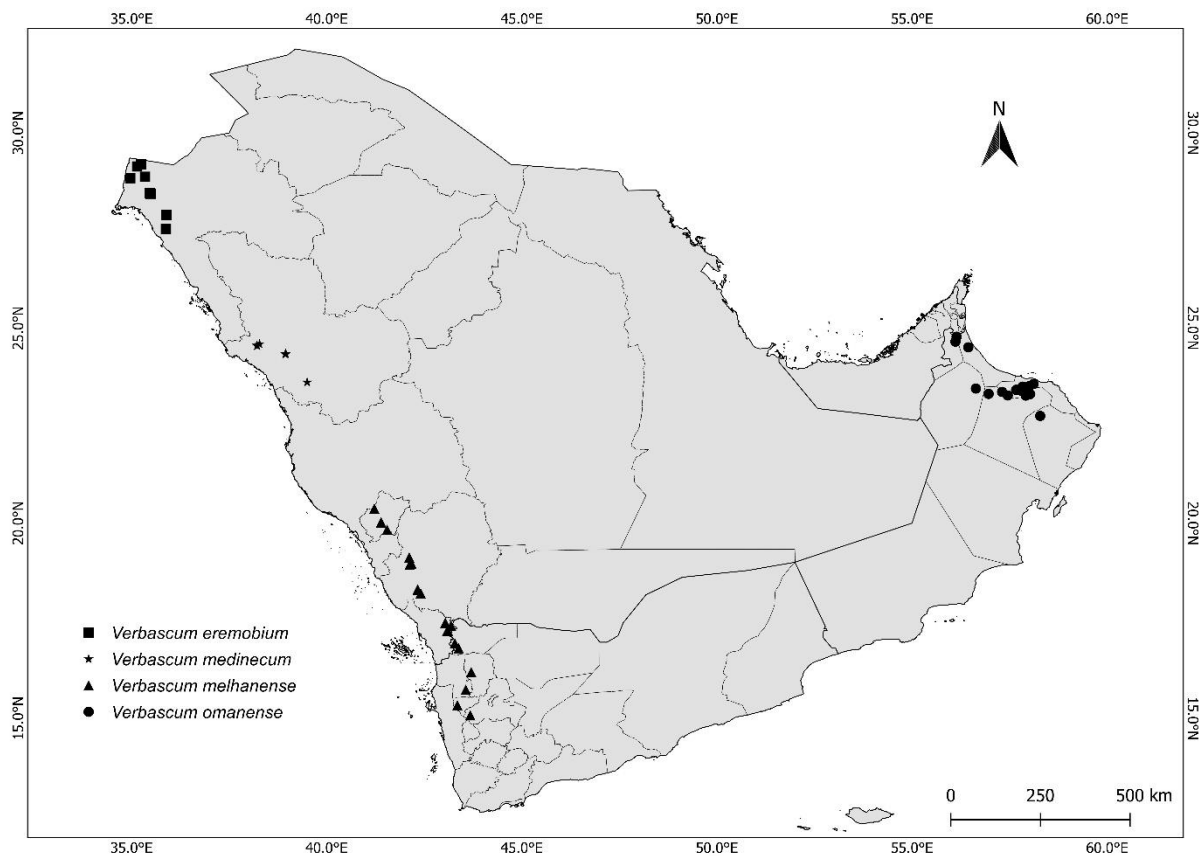 35.0°E 40.0°E 45.0°E 50.0°E 55.0°E 60.0°E
N
30.0°N 30.0°N
25.0°N 25.0°N
20.0°N 20.0°N
15.0°N 15.0°N
Verbascum eremobium
Verbascum medinecum
Verbascum melhanense
Verbascum omanense
0 250 500 km
35.0°E 40.0°E 45.0°E 50.0°E 55.0°E 60.0°E